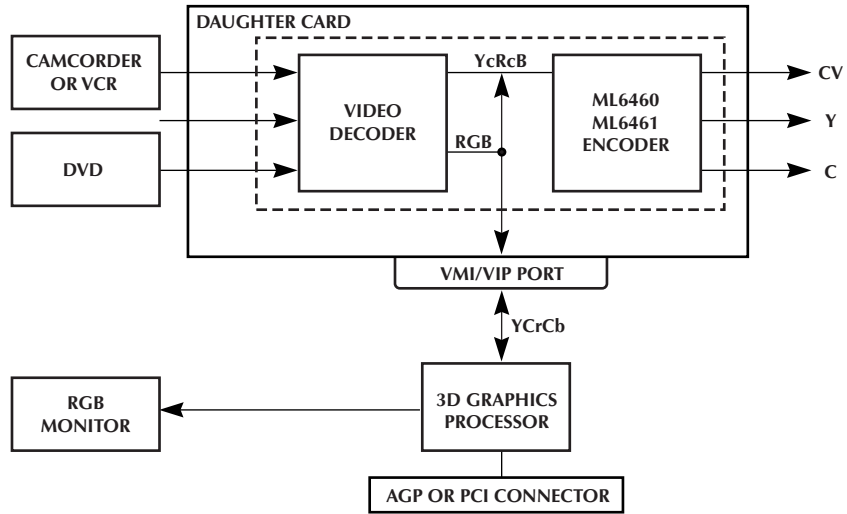 DAUGHTER CARD
CAMCORDER
OR VCR
DVD
VIDEO
DECODER
YcRcB
RGB
ML6460
ML6461
ENCODER
CV
Y
C
VMI/VIP PORT
YCrCb
3D GRAPHICS
PROCESSOR
RGB
MONITOR
AGP OR PCI CONNECTOR